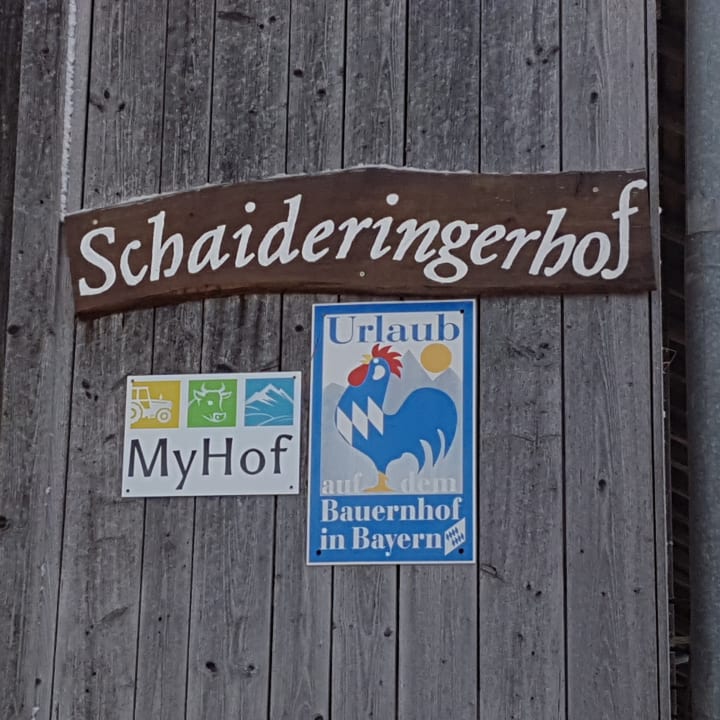 Schaideringerhof
MyHof
Urlaub
auf dem
Bauernhof
in Bayern